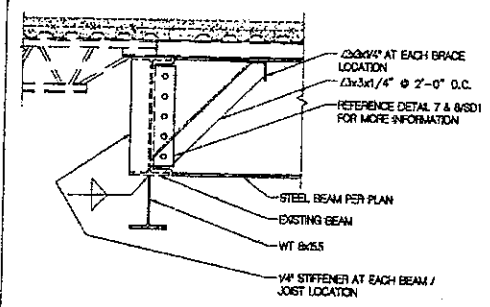 ∠3x3x1/4" AT EACH BRACE
LOCATION
∠3x3x1/4" @ 2'-0" O.C.
REFERENCE DETAIL 7 & 8/SD1
FOR MORE INFORMATION
STEEL BEAM PER PLAN
EXISTING BEAM
WT 8x15.5
1/4" STIFFENER AT EACH BEAM /
JOIST LOCATION